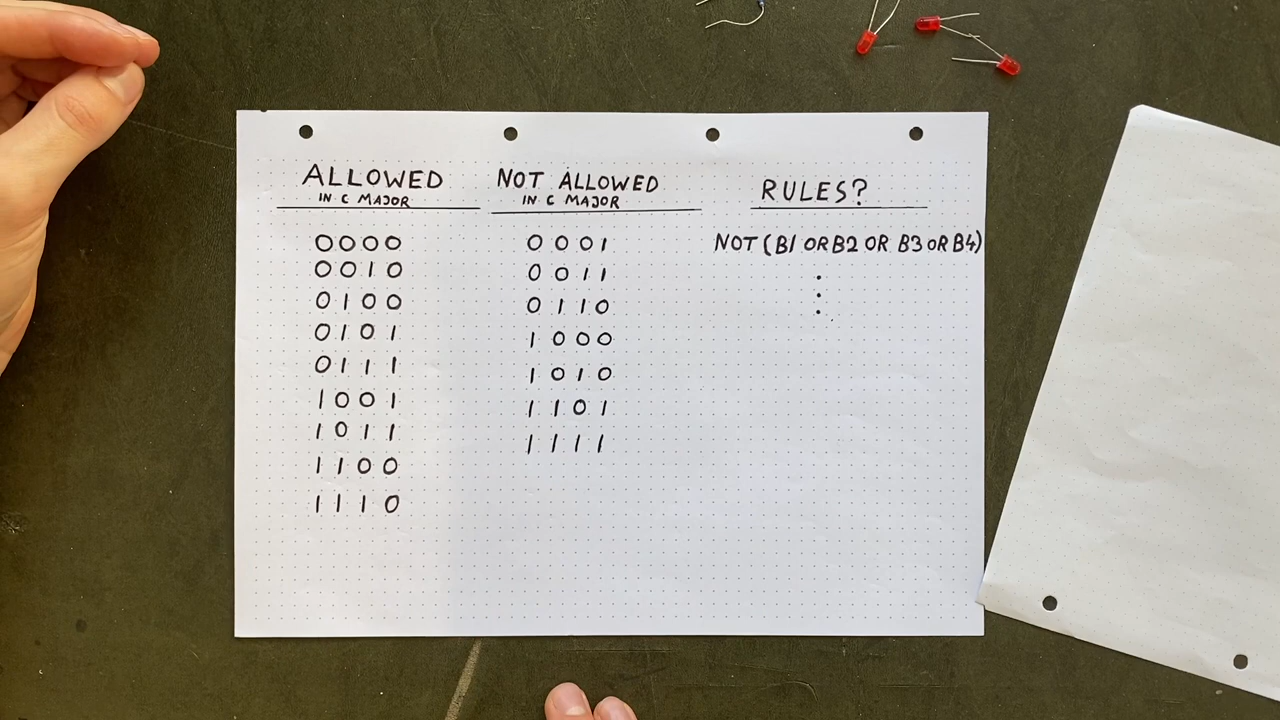 ALLOWED
IN C MAJOR
0000
0010
0100
0101
0111
1001
1011
1100
1110
NOT ALLOWED
IN C MAJOR
0001
0011
0110
1000
1010
1101
1111
RULES?
NOT (B1 OR B2 OR B3 OR B4)